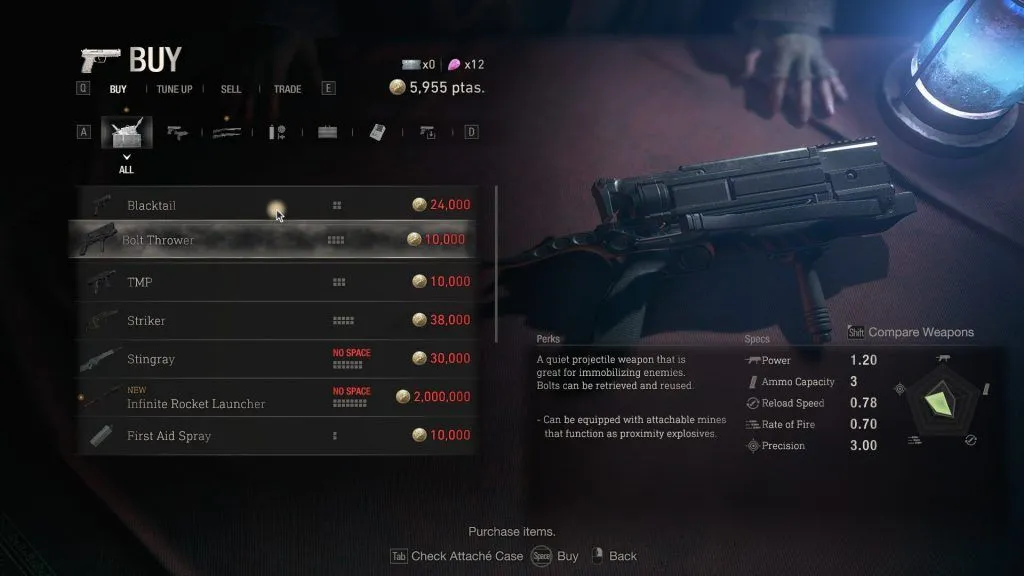 BUY
x0 x12
Q BUY TUNE UP SELL TRADE E
5,955 ptas.
A D
ALL
Blacktail 24,000
Bolt Thrower 10,000
TMP 10,000
Striker 38,000
Stingray NO SPACE 30,000
NEW
Infinite Rocket Launcher NO SPACE 2,000,000
First Aid Spray 10,000
Shift Compare Weapons
Perks
A quiet projectile weapon that is
great for immobilizing enemies.
Bolts can be retrieved and reused.
- Can be equipped with attachable mines
that function as proximity explosives.
Specs
Power 1.20
Ammo Capacity 3
Reload Speed 0.78
Rate of Fire 0.70
Precision 3.00
Purchase items.
Tab Check Attaché Case Space Buy Back